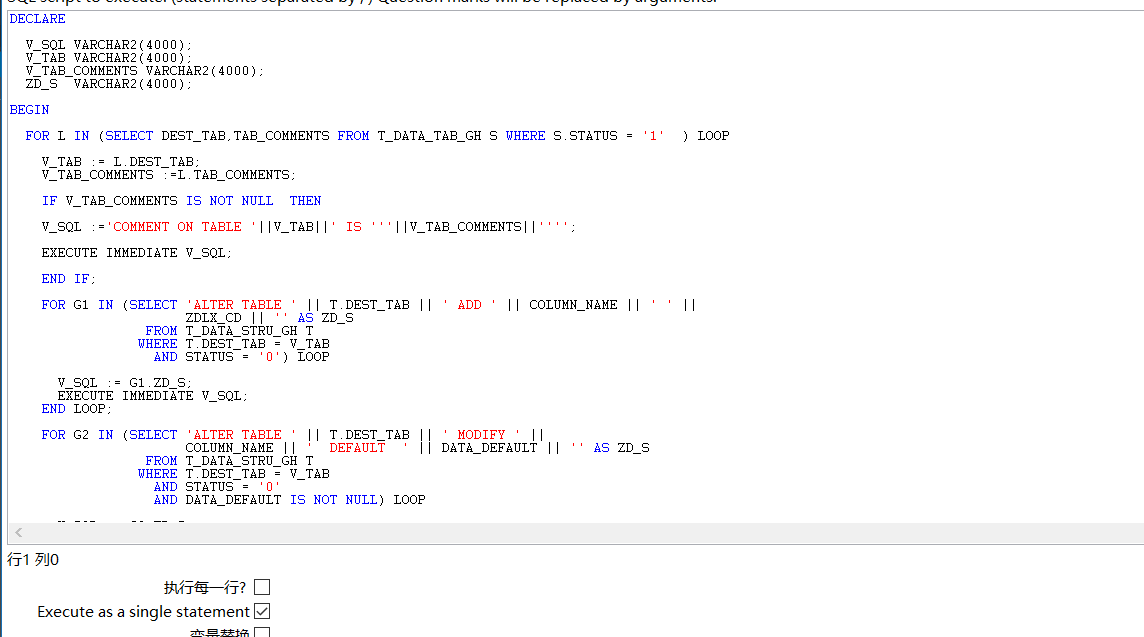 SQL script to execute. (statements separated by ;) Question marks will be replaced by arguments.
DECLARE
V_SQL VARCHAR2(4000);
V_TAB VARCHAR2(4000);
V_TAB_COMMENTS VARCHAR2(4000);
ZD_S  VARCHAR2(4000);
BEGIN
FOR L IN (SELECT DEST_TAB,TAB_COMMENTS FROM T_DATA_TAB_GH S WHERE S.STATUS = '1'  ) LOOP
V_TAB := L.DEST_TAB;
V_TAB_COMMENTS :=L.TAB_COMMENTS;
IF V_TAB_COMMENTS IS NOT NULL  THEN
V_SQL :='COMMENT ON TABLE '||V_TAB||' IS '''||V_TAB_COMMENTS||'''';
EXECUTE IMMEDIATE V_SQL;
END IF;
FOR G1 IN (SELECT 'ALTER TABLE ' || T.DEST_TAB || ' ADD ' || COLUMN_NAME || ' ' ||
ZDLX_CD || '' AS ZD_S
FROM T_DATA_STRU_GH T
WHERE T.DEST_TAB = V_TAB
AND STATUS = '0') LOOP
V_SQL := G1.ZD_S;
EXECUTE IMMEDIATE V_SQL;
END LOOP;
FOR G2 IN (SELECT 'ALTER TABLE ' || T.DEST_TAB || ' MODIFY ' ||
COLUMN_NAME || '  DEFAULT  ' || DATA_DEFAULT || '' AS ZD_S
FROM T_DATA_STRU_GH T
WHERE T.DEST_TAB = V_TAB
AND STATUS = '0'
AND DATA_DEFAULT IS NOT NULL) LOOP
行1 列0
执行每一行?
Execute as a single statement
变量替换